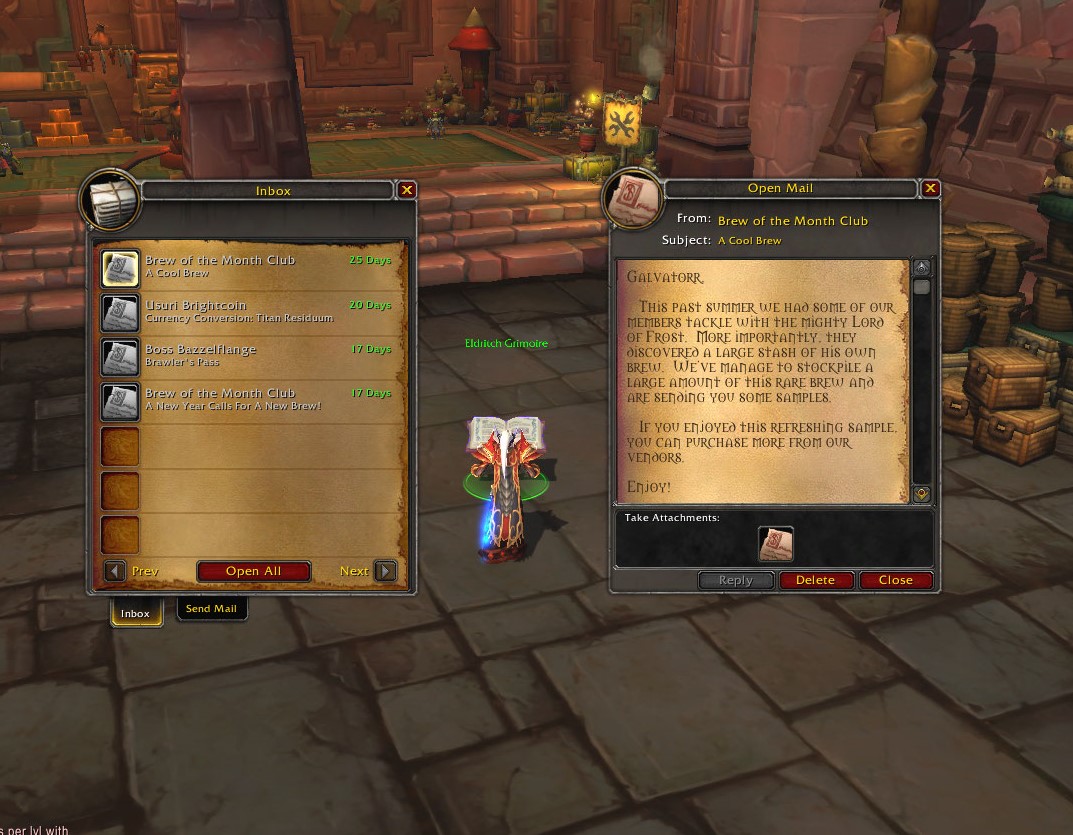 Inbox
Brew of the Month Club
25 Days
A Cool Brew
Usuri Brightcoin
20 Days
Currency Conversion: Titan Residuum
Boss Bazzelflange
17 Days
Brawler's Pass
Brew of the Month Club
17 Days
A New Year Calls For A New Brew!
Prev
Open All
Next
Inbox
Send Mail
Eldritch Grimoire
Open Mail
From: Brew of the Month Club
Subject: A Cool Brew
Galvatorr,
This past summer we had some of our
members tackle with the mighty Lord
of Frost. More importantly, they
discovered a large stash of his own
brew. We've manage to stockpile a
large amount of this rare brew and
are sending you some samples.
If you enjoyed this refreshing sample,
you can purchase more from our
vendors.
Enjoy!
Take Attachments:
Reply
Delete
Close
s per lvl with